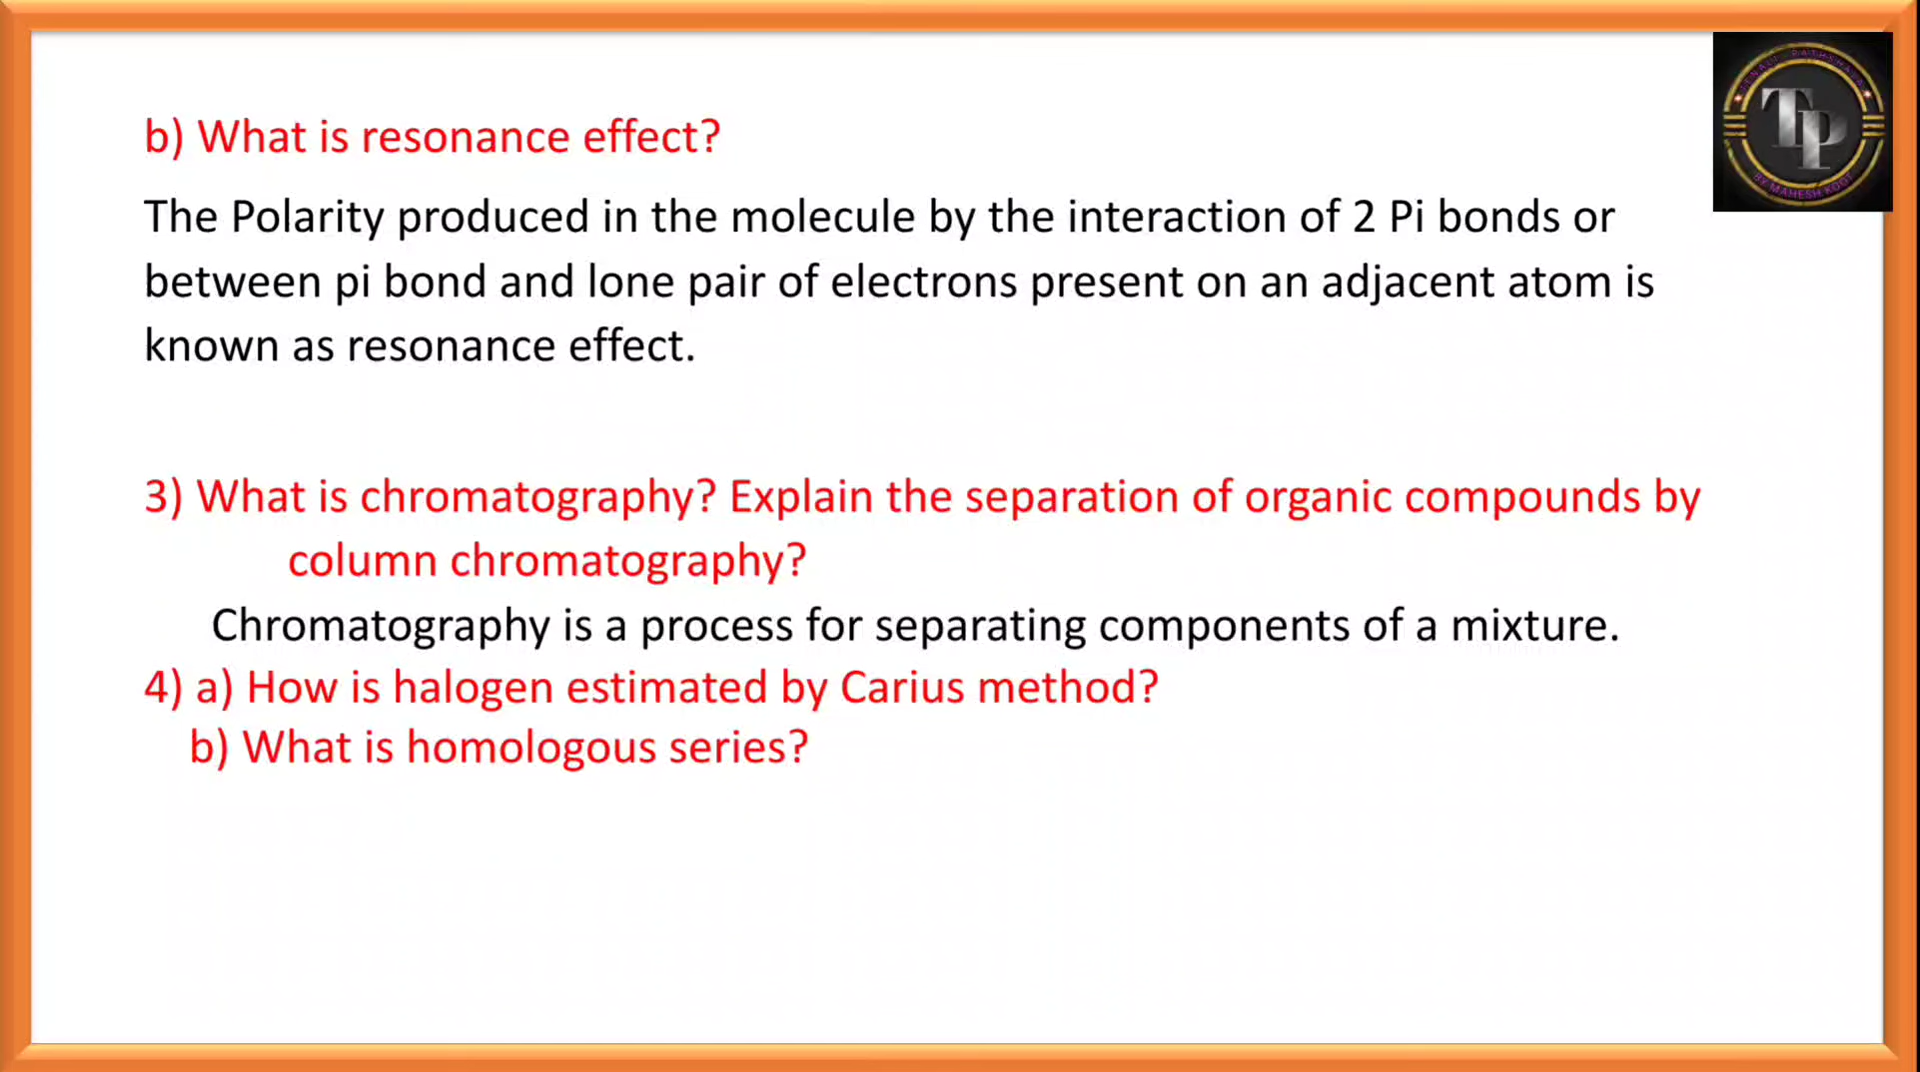 b) What is resonance effect?
The Polarity produced in the molecule by the interaction of 2 Pi bonds or
between pi bond and lone pair of electrons present on an adjacent atom is
known as resonance effect.
3) What is chromatography? Explain the separation of organic compounds by
column chromatography?
Chromatography is a process for separating components of a mixture.
4) a) How is halogen estimated by Carius method?
b) What is homologous series?
TP
BY MAHESH KOGT